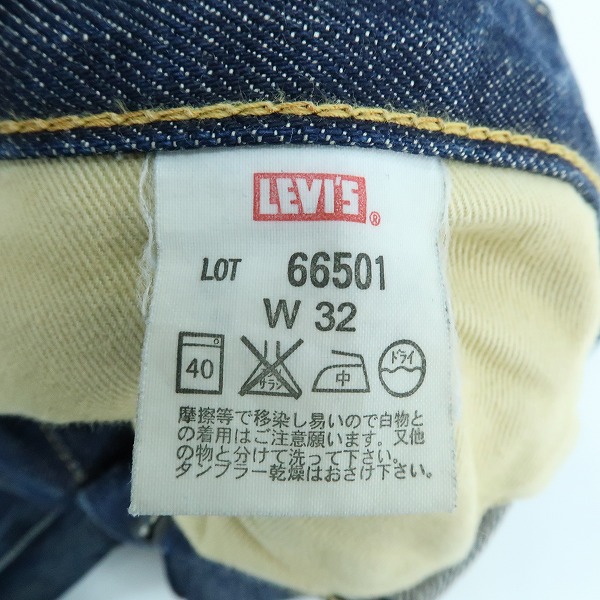 LEVI'S ®
LOT 66501
W 32
40
中
ドライ
摩擦等で移染し易いので白物と
の着用はご注意願います。又他
の物と分けて洗って下さい。
タンブラー乾燥はおさけ下さい。